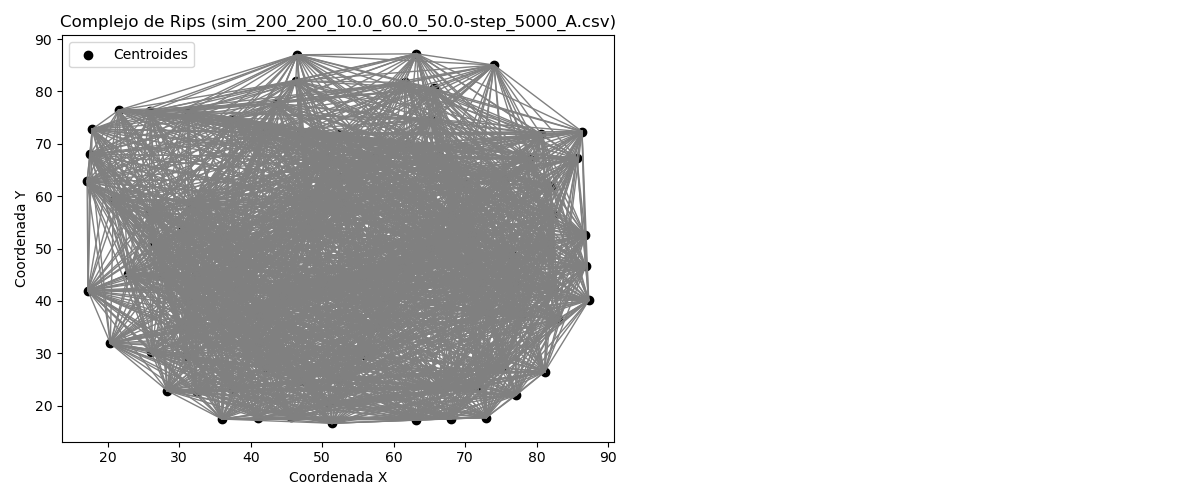 Complejo de Rips (sim_200_200_10.0_60.0_50.0-step_5000_A.csv)
Centroides
90
80
70
60
50
40
30
20
Coordenada Y
20 30 40 50 60 70 80 90
Coordenada X